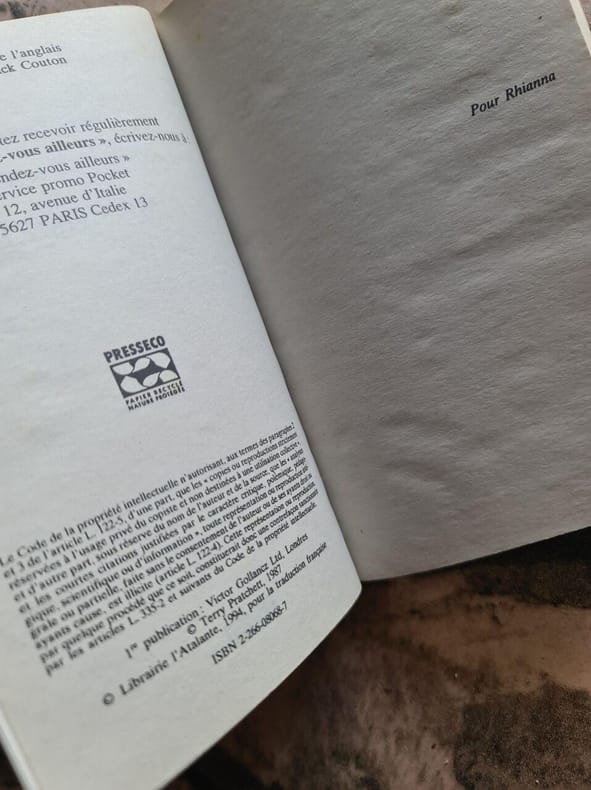 e l'anglais
ck Couton
tez recevoir régulièrement
z-vous ailleurs », écrivez-nous à :
endez-vous ailleurs »
ervice promo Pocket
12, avenue d'Italie
5627 PARIS Cedex 13
PRESSECO
PAPIER RECYCLÉ
NATURE PROTÉGÉE
Le Code de la propriété intellectuelle n'autorisant, aux termes des paragraphes 2
et 3 de l'article L. 122-5, d'une part, que les « copies ou reproductions strictement
réservées à l'usage privé du copiste et non destinées à une utilisation collective »,
et d'autre part, sous réserve du nom de l'auteur et de la source, que les « analyses
et les courtes citations justifiées par le caractère critique, polémique, pédago-
gique, scientifique ou d'information », toute représentation ou reproduction inté-
grale ou partielle, faite sans le consentement de l'auteur ou de ses ayants droit ou
ayants cause, est illicite (article L. 122-4). Cette représentation ou reproduction,
par quelque procédé que ce soit, constituerait donc une contrefaçon sanctionnée
par les articles L. 335-2 et suivants du Code de la propriété intellectuelle.
1re publication : Victor Gollancz Ltd. Londres
© Terry Pratchett, 1987
© Librairie l'Atalante, 1994, pour la traduction française
ISBN 2-266-08068-7
Pour Rhianna